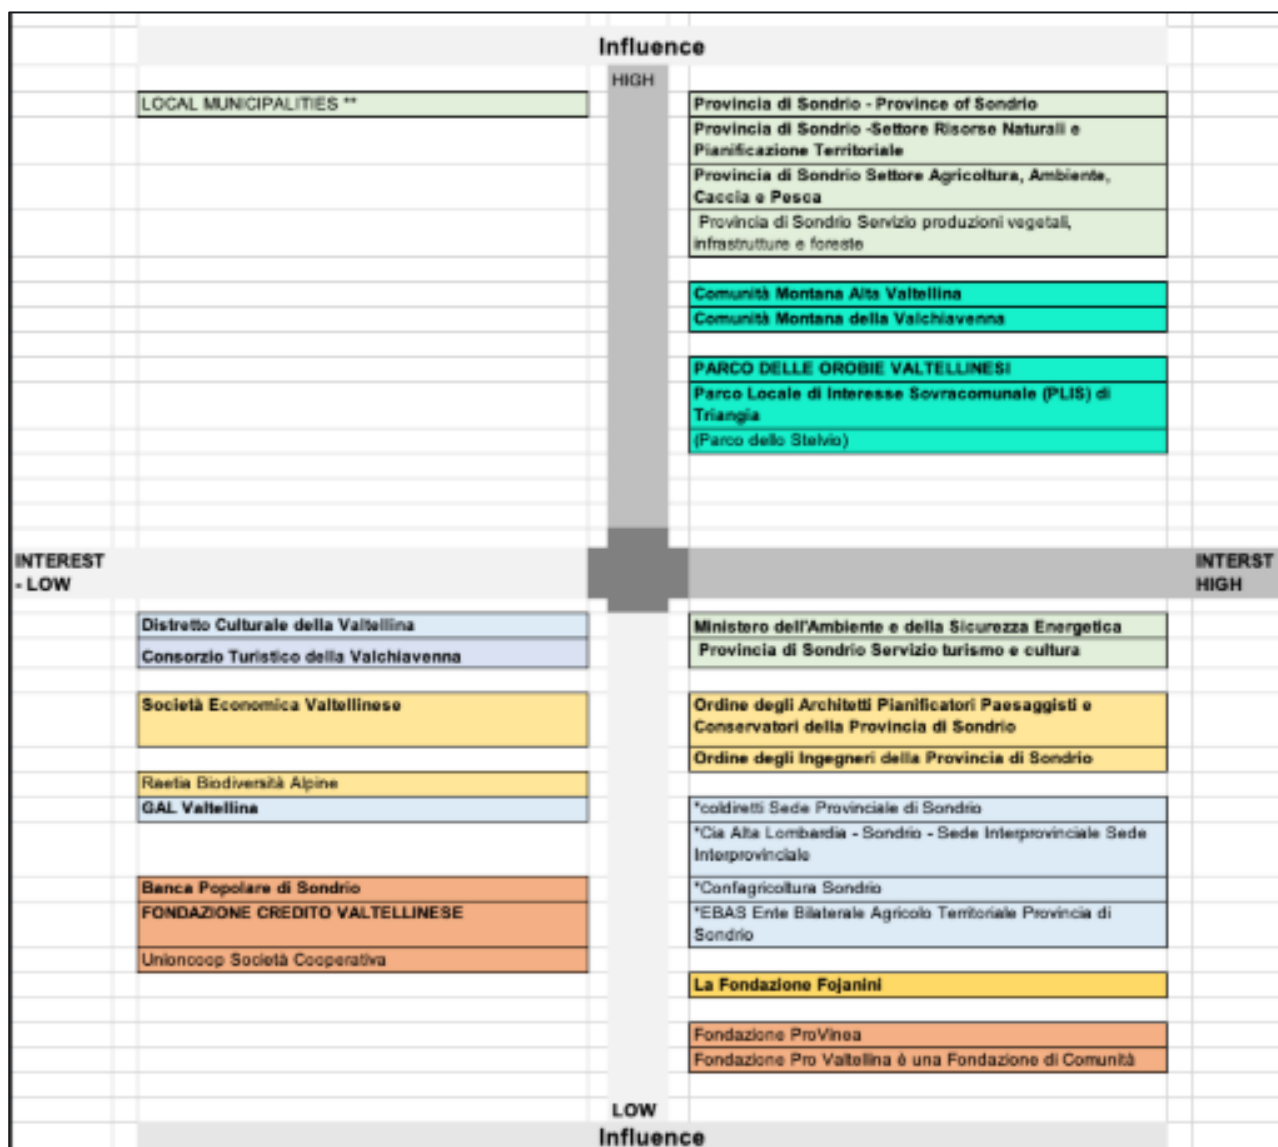 Influence
HIGH
LOCAL MUNICIPALITIES **
Provincia di Sondrio - Province of Sondrio
Provincia di Sondrio -Settore Risorse Naturali e
Pianificazione Territoriale
Provincia di Sondrio Settore Agricoltura, Ambiente,
Caccia e Pesca
Provincia di Sondrio Servizio produzioni vegetali,
infrastrutture e foreste
Comunità Montana Alta Valtellina
Comunità Montana della Valchiavenna
PARCO DELLE OROBIE VALTELLINESI
Parco Locale di Interesse Sovracomunale (PLIS) di
Triangia
(Parco dello Stelvio)
INTEREST
- LOW
INTERST
HIGH
Distretto Culturale della Valtellina
Consorzio Turistico della Valchiavenna
Società Economica Valtellinese
Raetia Biodiversità Alpine
GAL Valtellina
Banca Popolare di Sondrio
FONDAZIONE CREDITO VALTELLINESE
Unioncoop Società Cooperativa
Ministero dell'Ambiente e della Sicurezza Energetica
Provincia di Sondrio Servizio turismo e cultura
Ordine degli Architetti Pianificatori Paesaggisti e
Conservatori della Provincia di Sondrio
Ordine degli Ingegneri della Provincia di Sondrio
*coldiretti Sede Provinciale di Sondrio
*Cia Alta Lombardia - Sondrio - Sede Interprovinciale Sede
Interprovinciale
*Confagricoltura Sondrio
*EBAS Ente Bilaterale Agricolo Territoriale Provincia di
Sondrio
La Fondazione Fojanini
Fondazione ProVinea
Fondazione Pro Valtellina è una Fondazione di Comunità
LOW
Influence